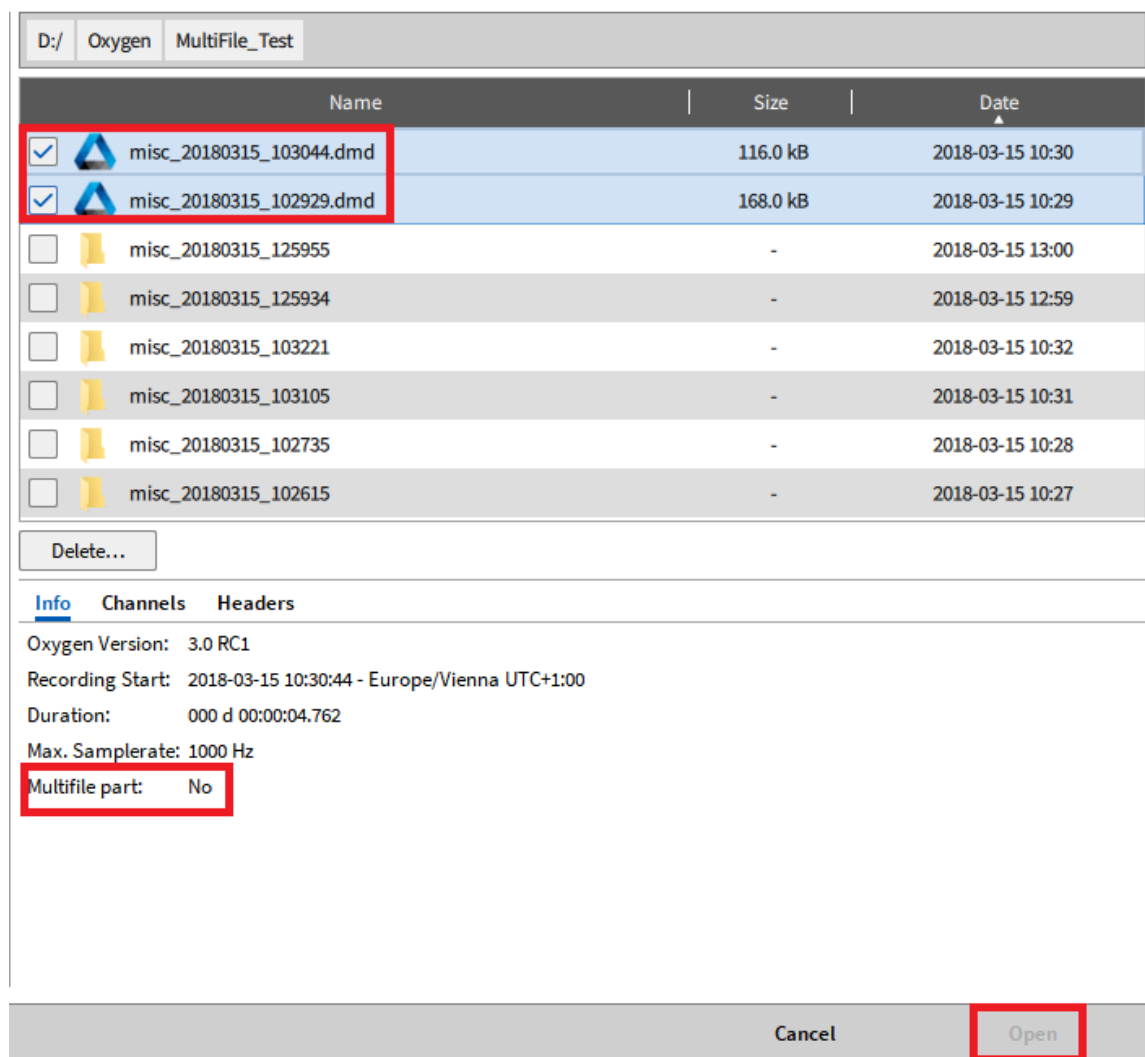 D:/ Oxygen MultiFile_Test
Name Size Date
misc_20180315_103044.dmd 116.0 kB 2018-03-15 10:30
misc_20180315_102929.dmd 168.0 kB 2018-03-15 10:29
misc_20180315_125955 - 2018-03-15 13:00
misc_20180315_125934 - 2018-03-15 12:59
misc_20180315_103221 - 2018-03-15 10:32
misc_20180315_103105 - 2018-03-15 10:31
misc_20180315_102735 - 2018-03-15 10:28
misc_20180315_102615 - 2018-03-15 10:27
Delete...
Info Channels Headers
Oxygen Version: 3.0 RC1
Recording Start: 2018-03-15 10:30:44 - Europe/Vienna UTC+1:00
Duration: 000 d 00:00:04.762
Max. Samplerate: 1000 Hz
Multifile part: No
Cancel Open